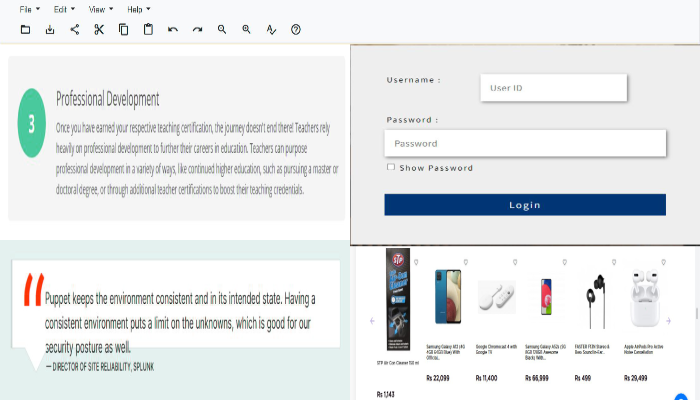 File Edit View Help
3
Professional Development
Once you have earned your respective teaching certification, the journey doesn't end there! Teachers rely
heavily on professional development to further their careers in education. Teachers can pursue
professional development in a variety of ways, like continued higher education, such as pursuing a master or
doctoral degree, or through additional teacher certifications to boost their teaching credentials.
Username :
User ID
Password :
Password
Show Password
Login
Puppet keeps the environment consistent and in its intended state. Having a
consistent environment puts a limit on the unknowns, which is good for our
security posture as well.
— DIRECTOR OF SITE RELIABILITY, SPLUNK
STP
STP Air Con Cleaner 150 ml
Rs 1,143
Samsung Galaxy A12 (4G
4GB 64GB Blue) With
Official...
Rs 22,099
Google Chromecast 4 with
Google TV
Rs 11,400
Samsung Galaxy A52s (5G
8GB 128GB Awesome
Black) With...
Rs 66,999
FASTER F12N Stereo &
Bass Sound In-Ear...
Rs 499
Apple AirPods Pro Active
Noise Cancellation
Rs 29,499